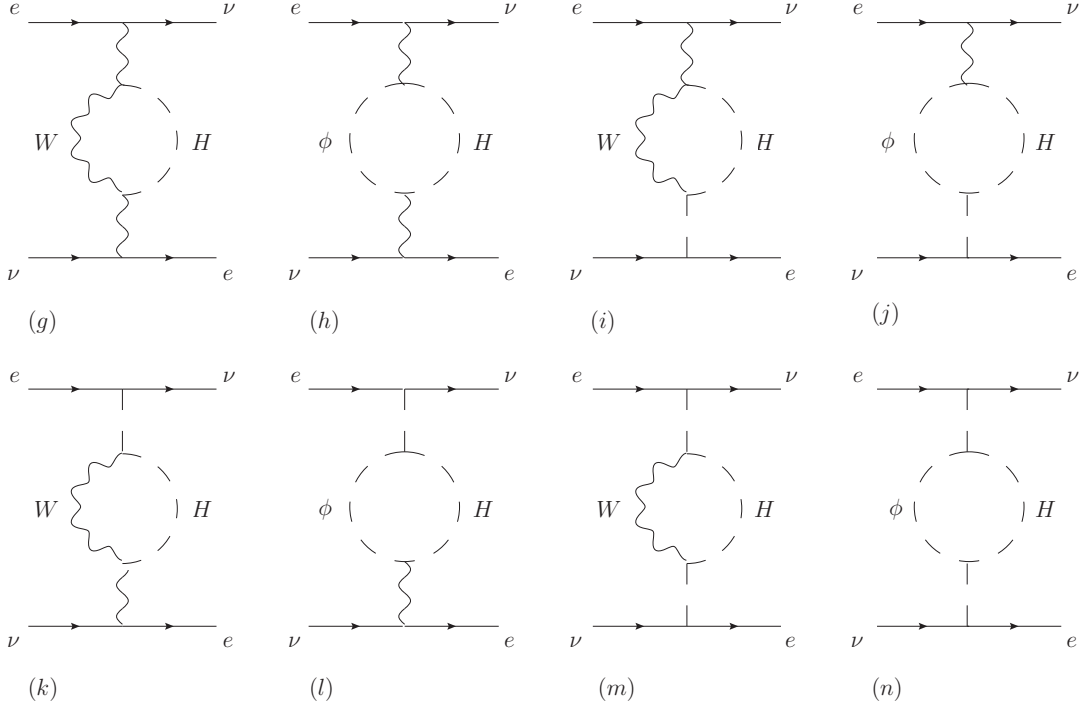 e ν e ν e ν e ν
W H ϕ H W H ϕ H
ν e ν e ν e ν e
(g) (h) (i) (j)
e ν e ν e ν e ν
W H ϕ H W H ϕ H
ν e ν e ν e ν e
(k) (l) (m) (n)